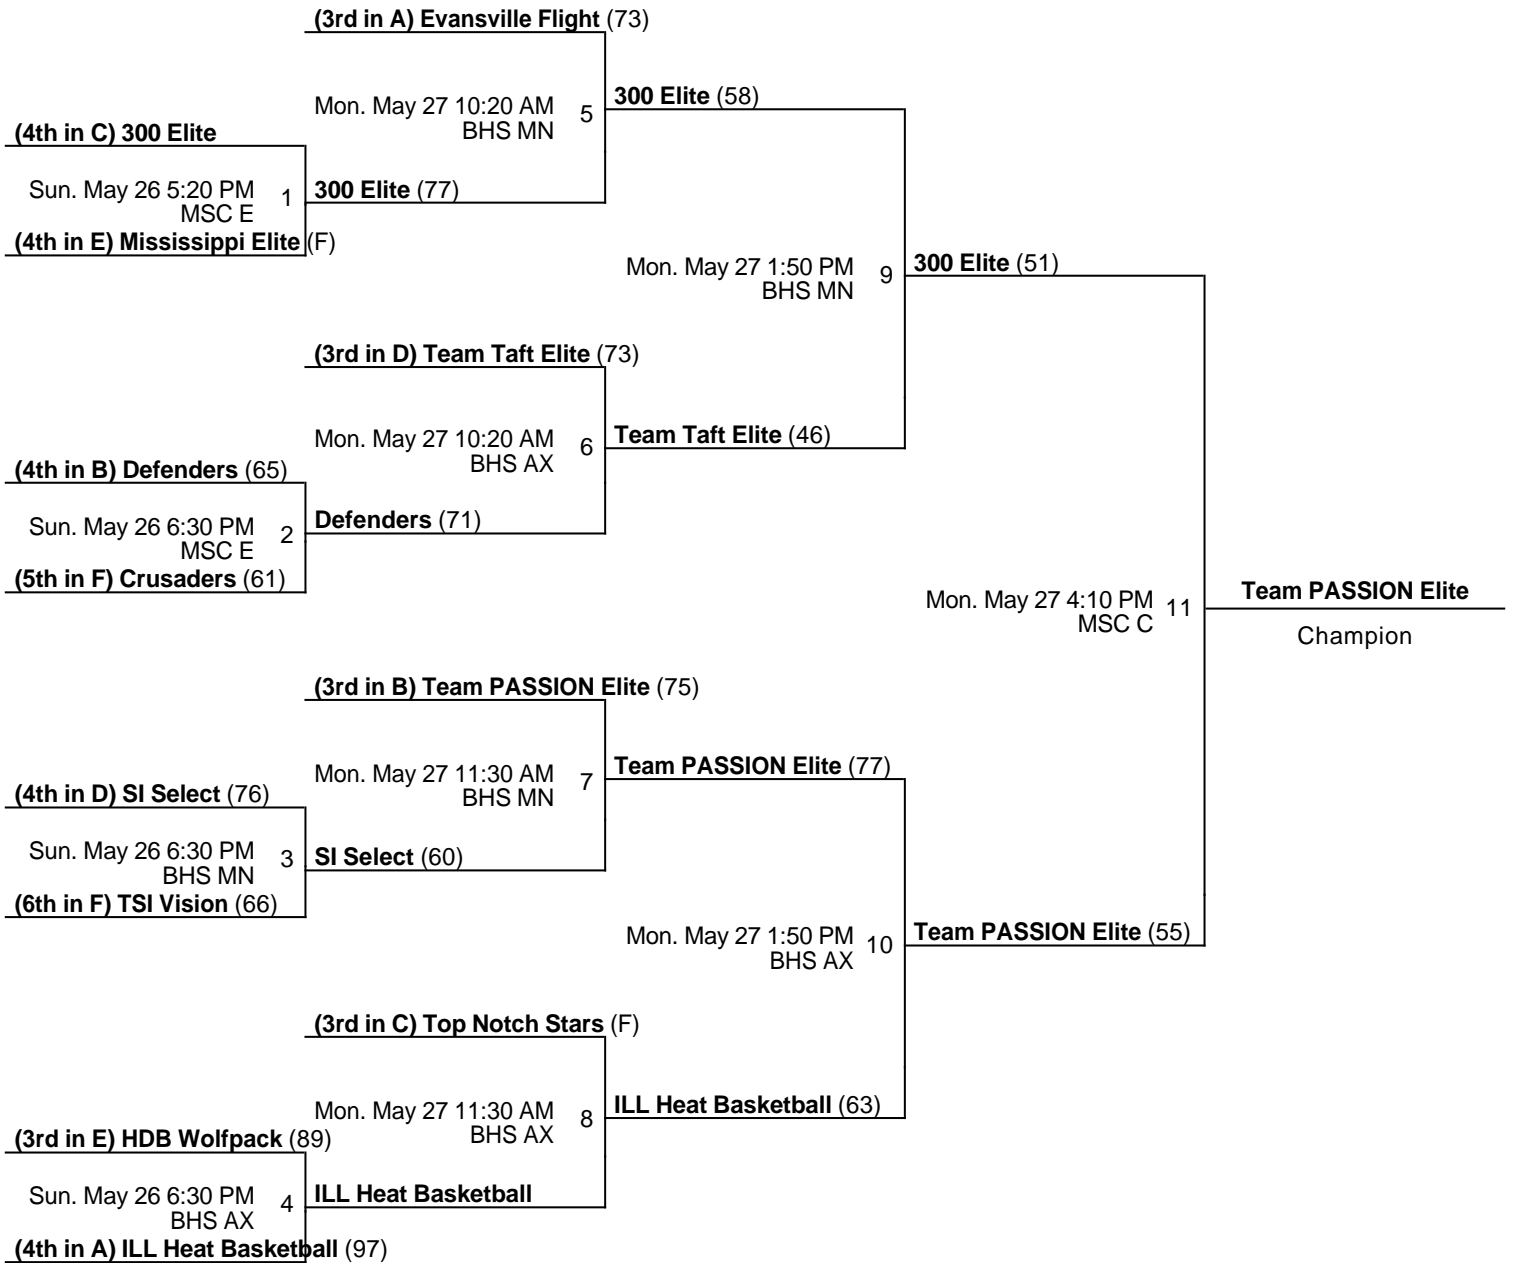 (3rd in A) Evansville Flight (73)
Mon. May 27 10:20 AM
BHS MN
5
300 Elite (58)
(4th in C) 300 Elite
Sun. May 26 5:20 PM
MSC E
1
300 Elite (77)
(4th in E) Mississippi Elite (F)
Mon. May 27 1:50 PM
BHS MN
9
300 Elite (51)
(3rd in D) Team Taft Elite (73)
Mon. May 27 10:20 AM
BHS AX
6
Team Taft Elite (46)
(4th in B) Defenders (65)
Sun. May 26 6:30 PM
MSC E
2
Defenders (71)
(5th in F) Crusaders (61)
Mon. May 27 4:10 PM
MSC C
11
Team PASSION Elite
Champion
(3rd in B) Team PASSION Elite (75)
Mon. May 27 11:30 AM
BHS MN
7
Team PASSION Elite (77)
(4th in D) SI Select (76)
Sun. May 26 6:30 PM
BHS MN
3
SI Select (60)
(6th in F) TSI Vision (66)
Mon. May 27 1:50 PM
BHS AX
10
Team PASSION Elite (55)
(3rd in C) Top Notch Stars (F)
Mon. May 27 11:30 AM
BHS AX
8
ILL Heat Basketball (63)
(3rd in E) HDB Wolfpack (89)
Sun. May 26 6:30 PM
BHS AX
4
ILL Heat Basketball
(4th in A) ILL Heat Basketball (97)